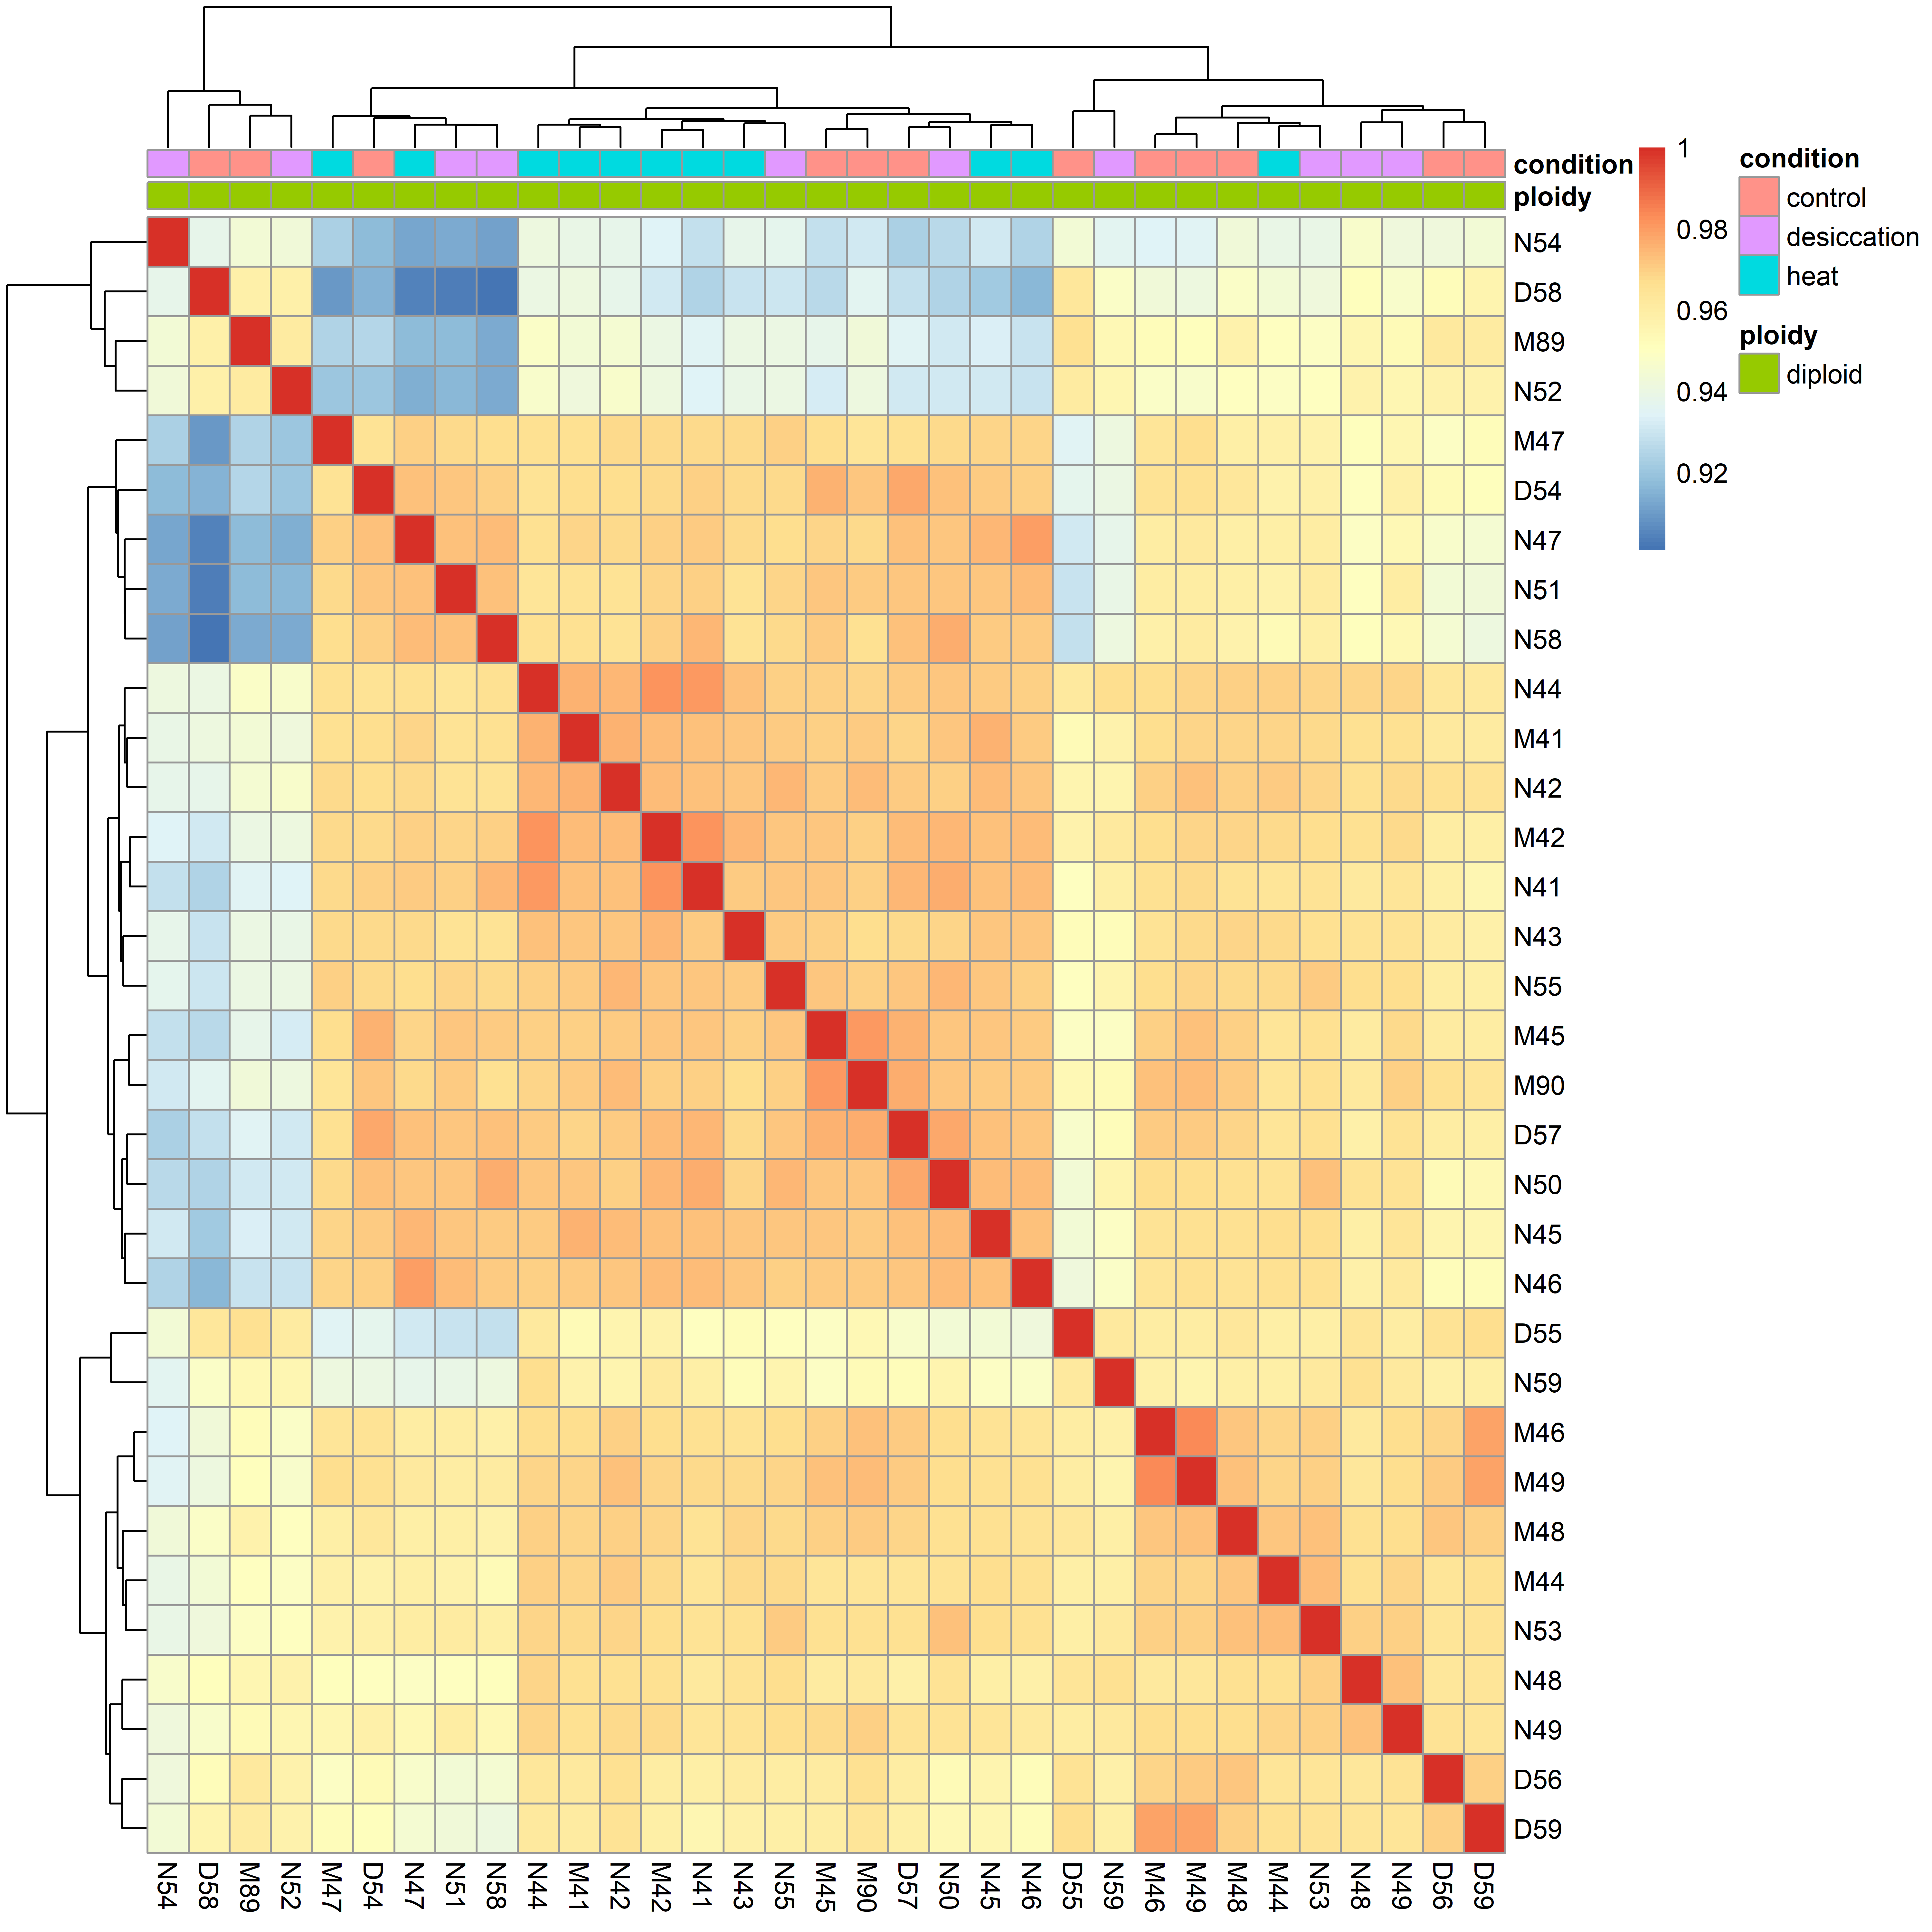 condition
ploidy
1
0.98
0.96
0.94
0.92
condition
control
desiccation
heat
ploidy
diploid
N54
D58
M89
N52
M47
D54
N47
N51
N58
N44
M41
N42
M42
N41
N43
N55
M45
M90
D57
N50
N45
N46
D55
N59
M46
M49
M48
M44
N53
N48
N49
D56
D59
N54 D58 M89 N52 M47 D54 N47 N51 N58 N44 M41 N42 M42 N41 N43 N55 M45 M90 D57 N50 N45 N46 D55 N59 M46 M49 M48 M44 N53 N48 N49 D56 D59